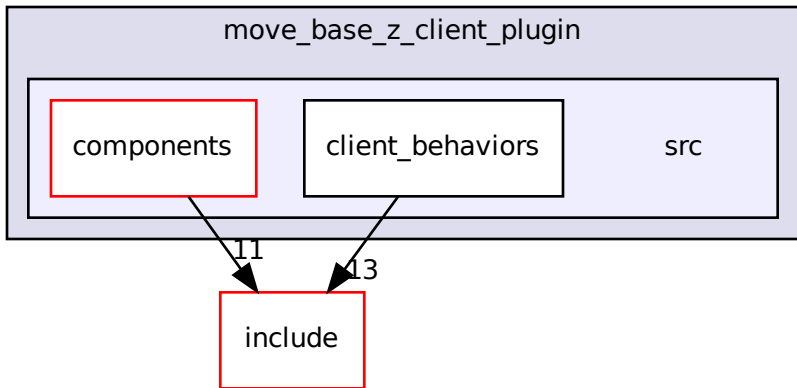 move_base_z_client_plugin
components
client_behaviors
src
11
13
include